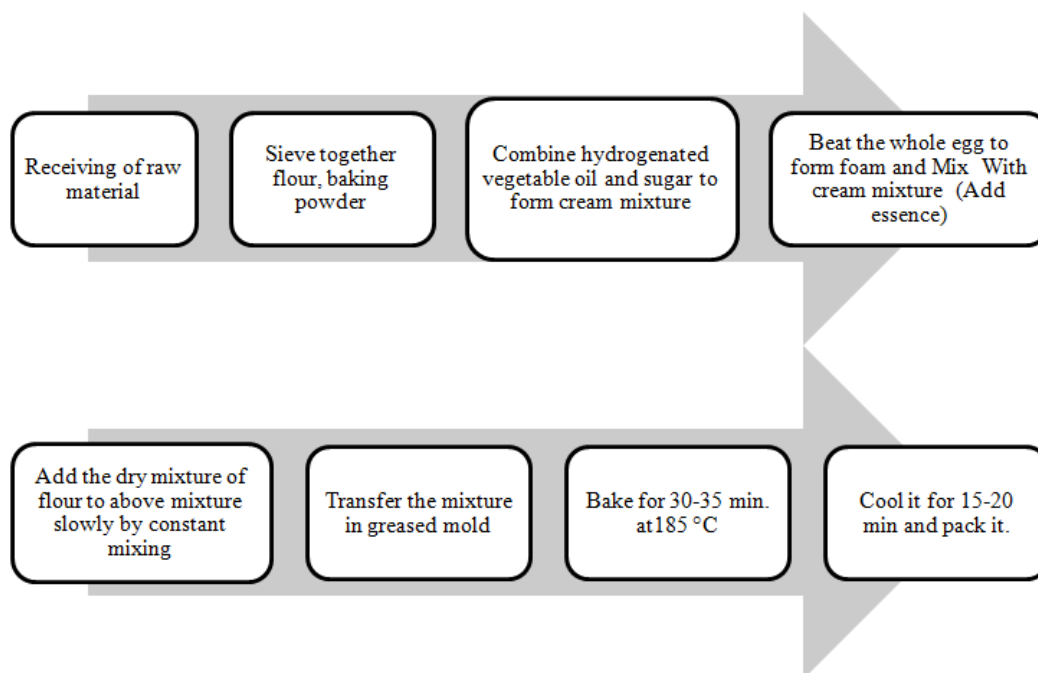 Receiving of raw
material
Sieve together
flour, baking
powder
Combine hydrogenated
vegetable oil and sugar to
form cream mixture
Beat the whole egg to
form foam and Mix  With
cream mixture  (Add
essence)
Add the dry mixture of
flour to above mixture
slowly by constant
mixing
Transfer the mixture
in greased mold
Bake for 30-35 min.
at185 °C
Cool it for 15-20
min and pack it.